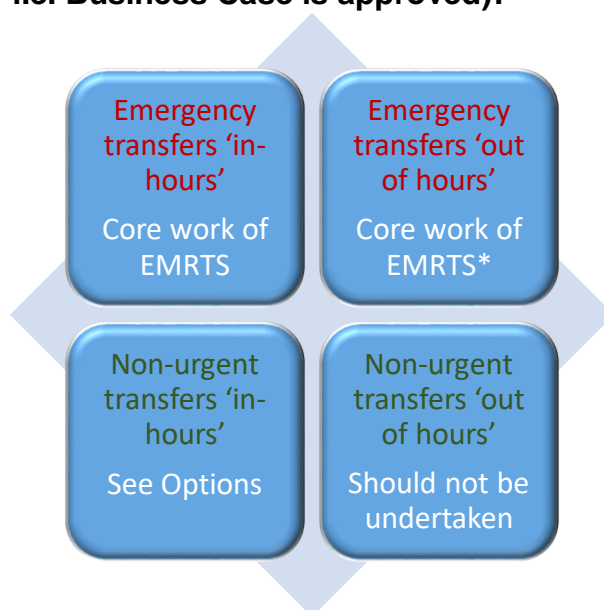 Business Case is approved).
Emergency
transfers ‘in-
hours’
Core work of
EMRTS
Emergency
transfers ‘out
of hours’
Core work of
EMRTS*
Non-urgent
transfers ‘in-
hours’
See Options
Non-urgent
transfers ‘out
of hours’
Should not be
undertaken